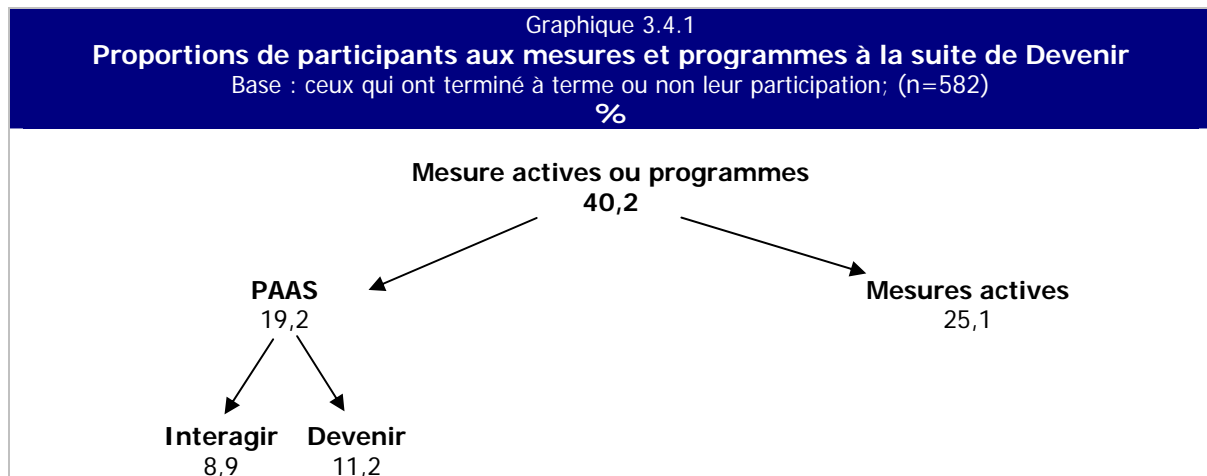 Graphique 3.4.1
Proportions de participants aux mesures et programmes à la suite de Devenir
Base : ceux qui ont terminé à terme ou non leur participation; (n=582)
%
Mesure actives ou programmes
40,2
PAAS
19,2
Mesures actives
25,1
Interagir
8,9
Devenir
11,2